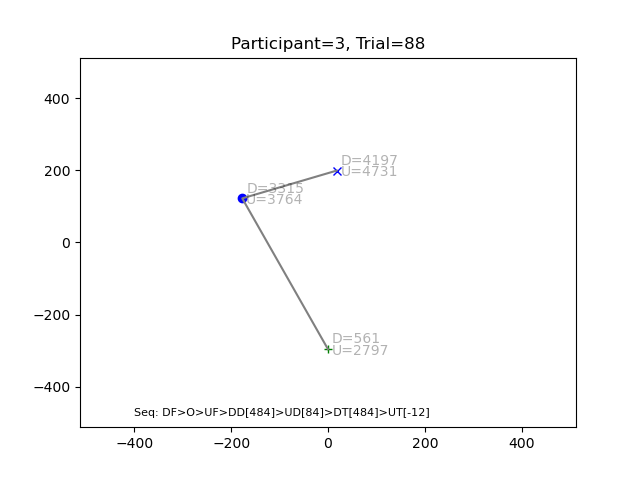 Participant=3, Trial=88
400
200
0
−200
−400
D=4197
U=4731
D=3315
U=3764
D=561
U=2797
Seq: DF>O>UF>DD[484]>UD[84]>DT[484]>UT[-12]
−400
−200
0
200
400